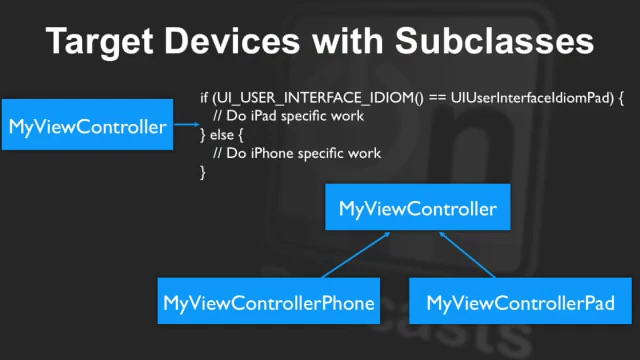 Target Devices with Subclasses
if (UI_USER_INTERFACE_IDIOM() == UIUserInterfaceIdiomPad) {
// Do iPad specific work
} else {
// Do iPhone specific work
}
MyViewController
MyViewController
MyViewControllerPhone
MyViewControllerPad